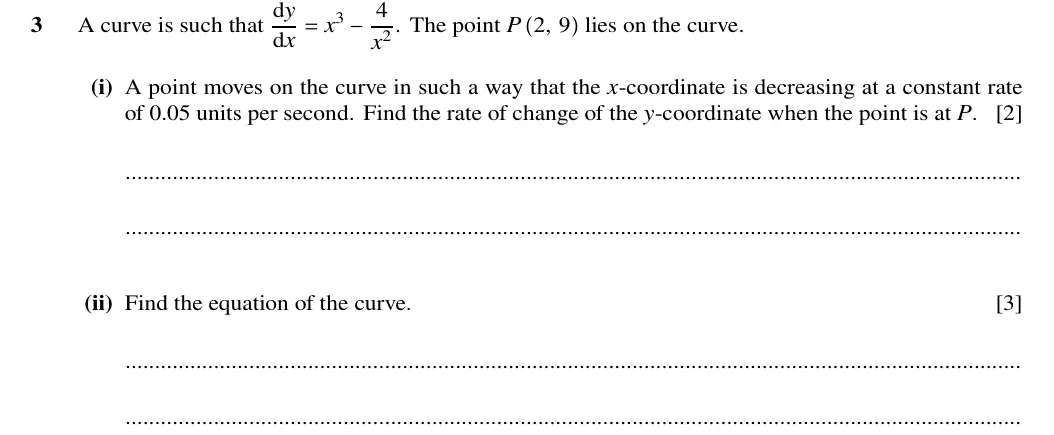 3 A curve is such that dy/dx = x³ − 4/x². The point P (2, 9) lies on the curve.
(i) A point moves on the curve in such a way that the x-coordinate is decreasing at a constant rate
of 0.05 units per second. Find the rate of change of the y-coordinate when the point is at P. [2]
(ii) Find the equation of the curve. [3]